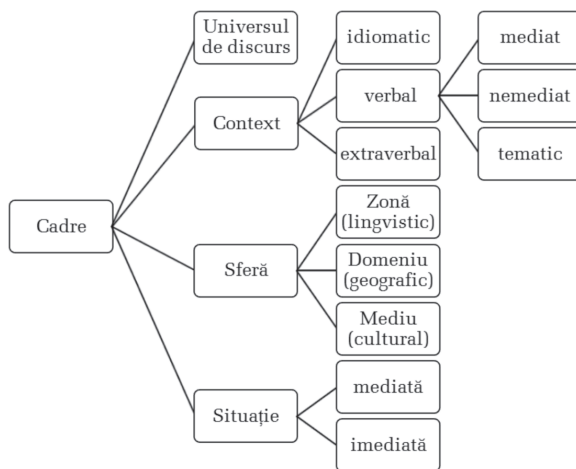 Universul
de discurs
idiomatic
mediat
Context
verbal
nemediat
extraverbal
tematic
Cadre
Zonă
(lingvistic)
Sferă
Domeniu
(geografic)
Mediu
(cultural)
Situație
mediată
imediată